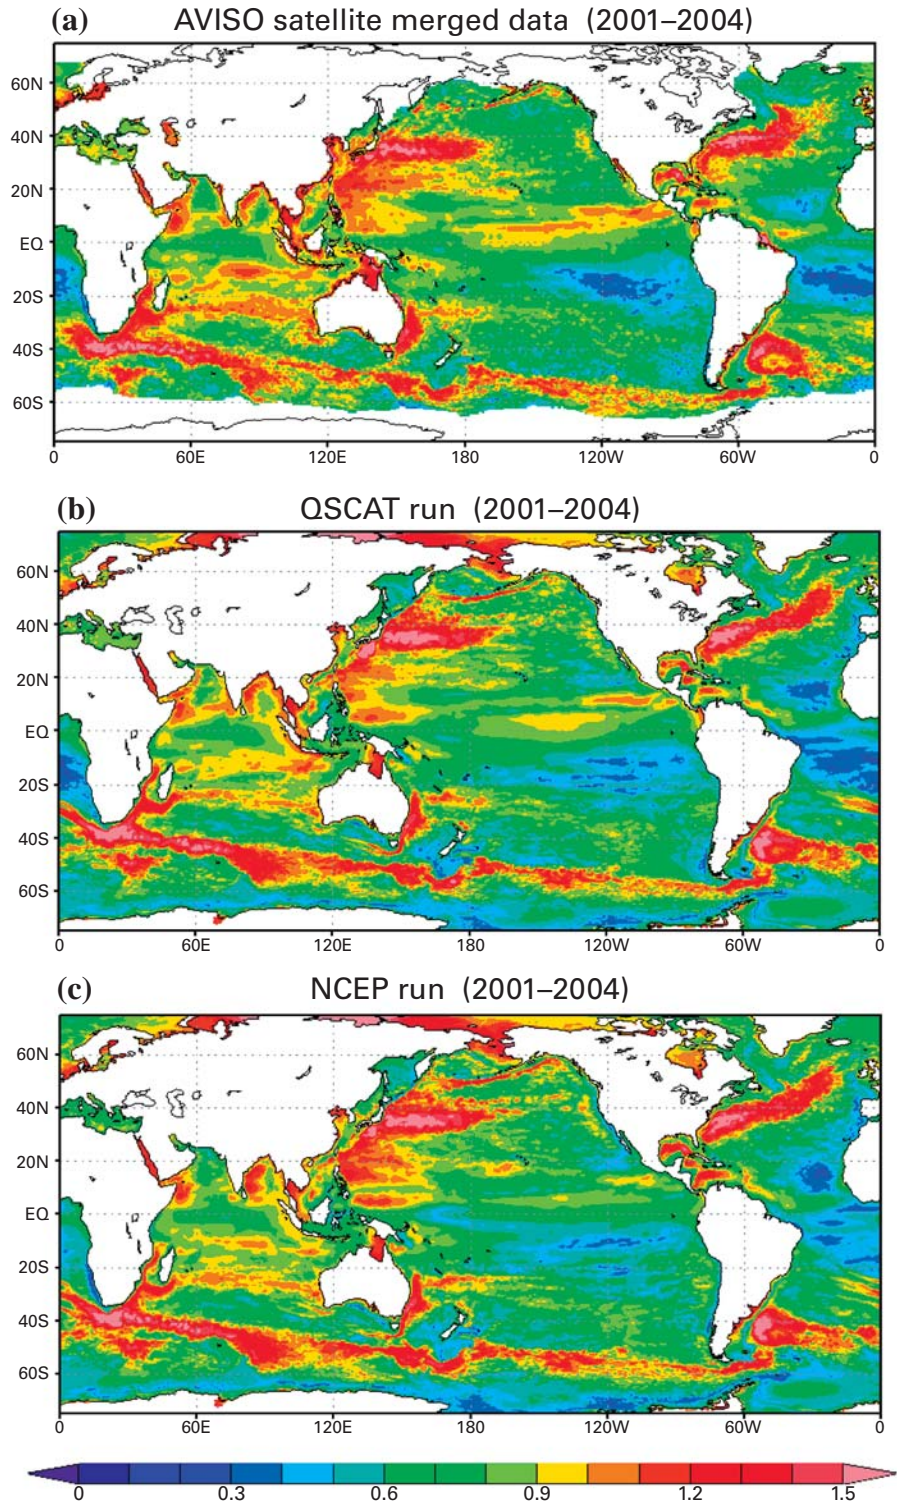 (a) AVISO satellite merged data (2001–2004)
60N
40N
20N
EQ
20S
40S
60S
0 60E 120E 180 120W 60W 0
(b) QSCAT run (2001–2004)
60N
40N
20N
EQ
20S
40S
60S
0 60E 120E 180 120W 60W 0
(c) NCEP run (2001–2004)
60N
40N
20N
EQ
20S
40S
60S
0 60E 120E 180 120W 60W 0
0 0.3 0.6 0.9 1.2 1.5